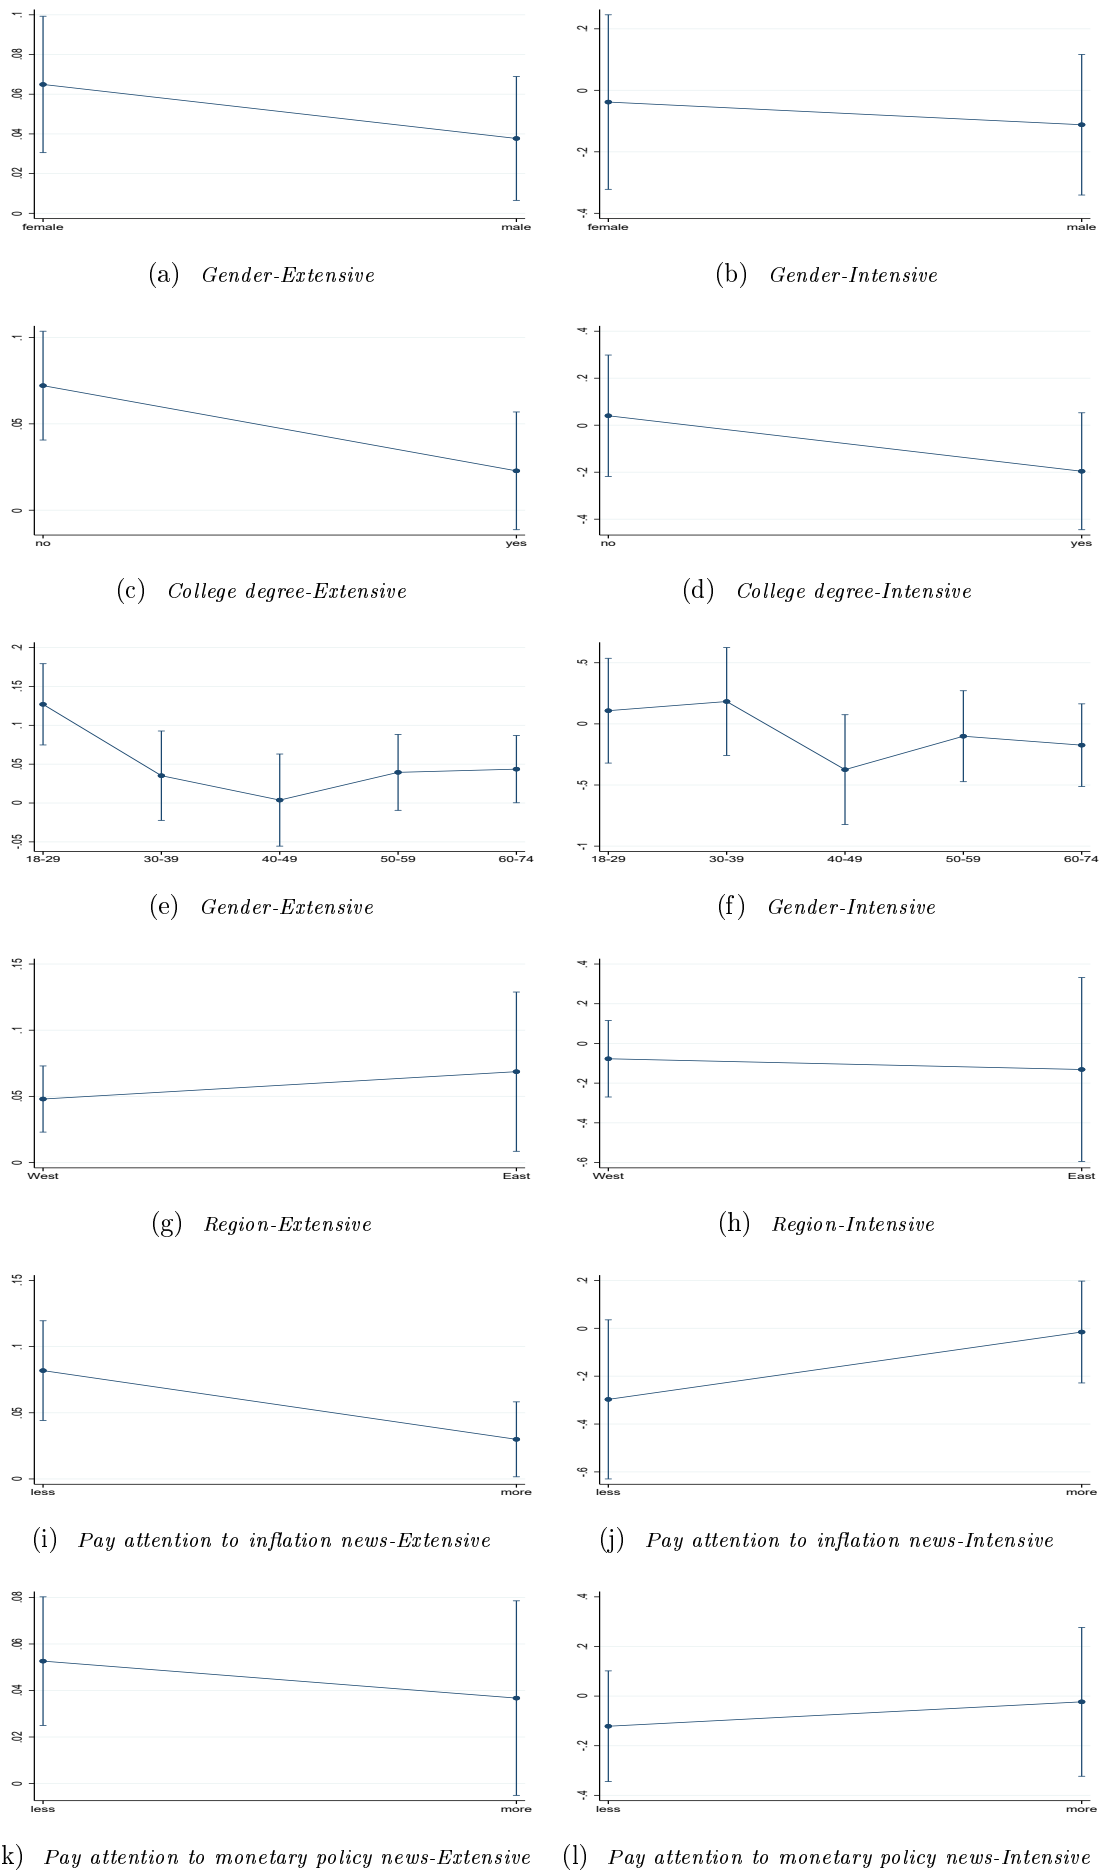 .1 .2
.08
.06 0
.04 -.2
.02
0 -.4
female male female male
(a) Gender-Extensive (b) Gender-Intensive
.1 .4
.2
.05 0
-.2
0 -.4
no yes no yes
(c) College degree-Extensive (d) College degree-Intensive
.2 .5
.15
.1 0
.05
0 -.5
-.05 -1
18-29 30-39 40-49 50-59 60-74 18-29 30-39 40-49 50-59 60-74
(e) Gender-Extensive (f) Gender-Intensive
.15 .4
.2
.1 0
-.2
.05 -.4
0 -.6
West East West East
(g) Region-Extensive (h) Region-Intensive
.15 .2
.1 0
-.2
.05 -.4
0 -.6
less more less more
(i) Pay attention to inflation news-Extensive (j) Pay attention to inflation news-Intensive
.08 .4
.06 .2
.04 0
.02 -.2
0 -.4
less more less more
k) Pay attention to monetary policy news-Extensive (l) Pay attention to monetary policy news-Intensive